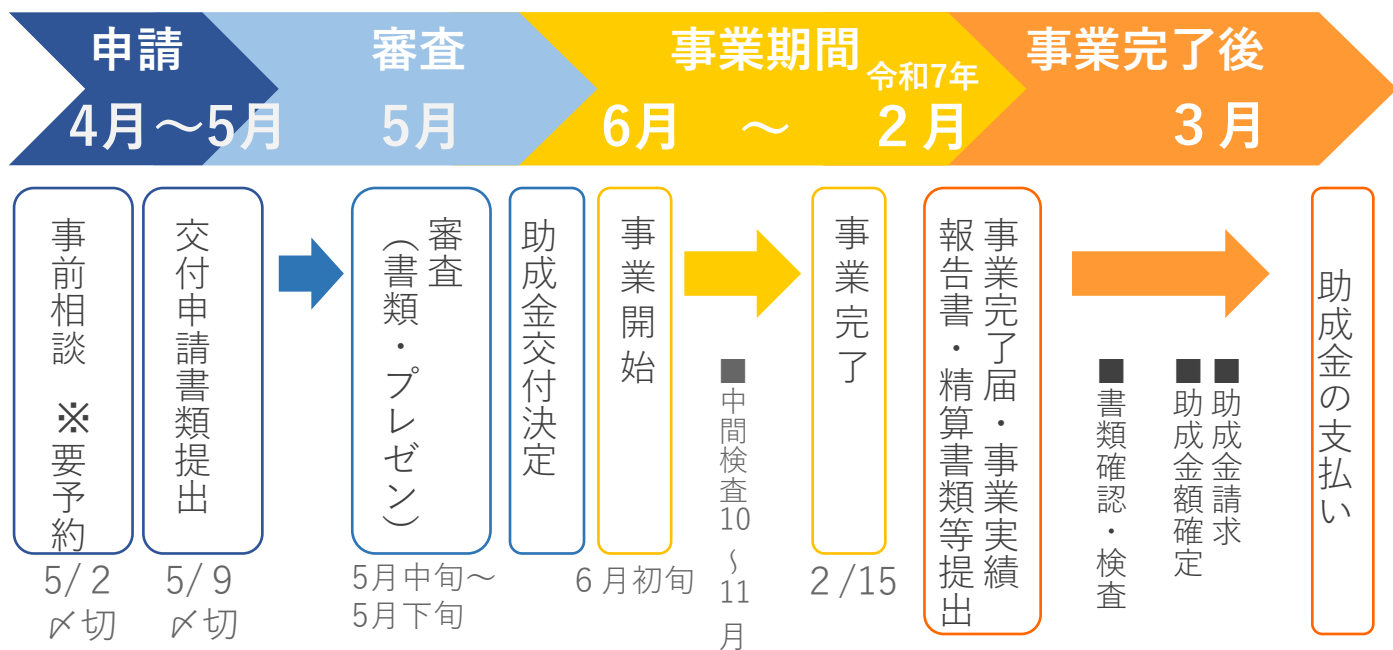 申請
4月～5月
審査
5月
事業期間
令和7年
6月　～　2月
事業完了後
3月
事前相談　※要予約
5/2
〆切
交付申請書類提出
5/9
〆切
審査
（書類・プレゼン）
5月中旬～
5月下旬
助成金交付決定
事業開始
6月初旬
■中間検査10～11月
事業完了
2/15
事業完了届・事業実績
報告書・精算書類等提出
■書類確認・検査
■助成金請求
■助成金額確定
助成金の支払い